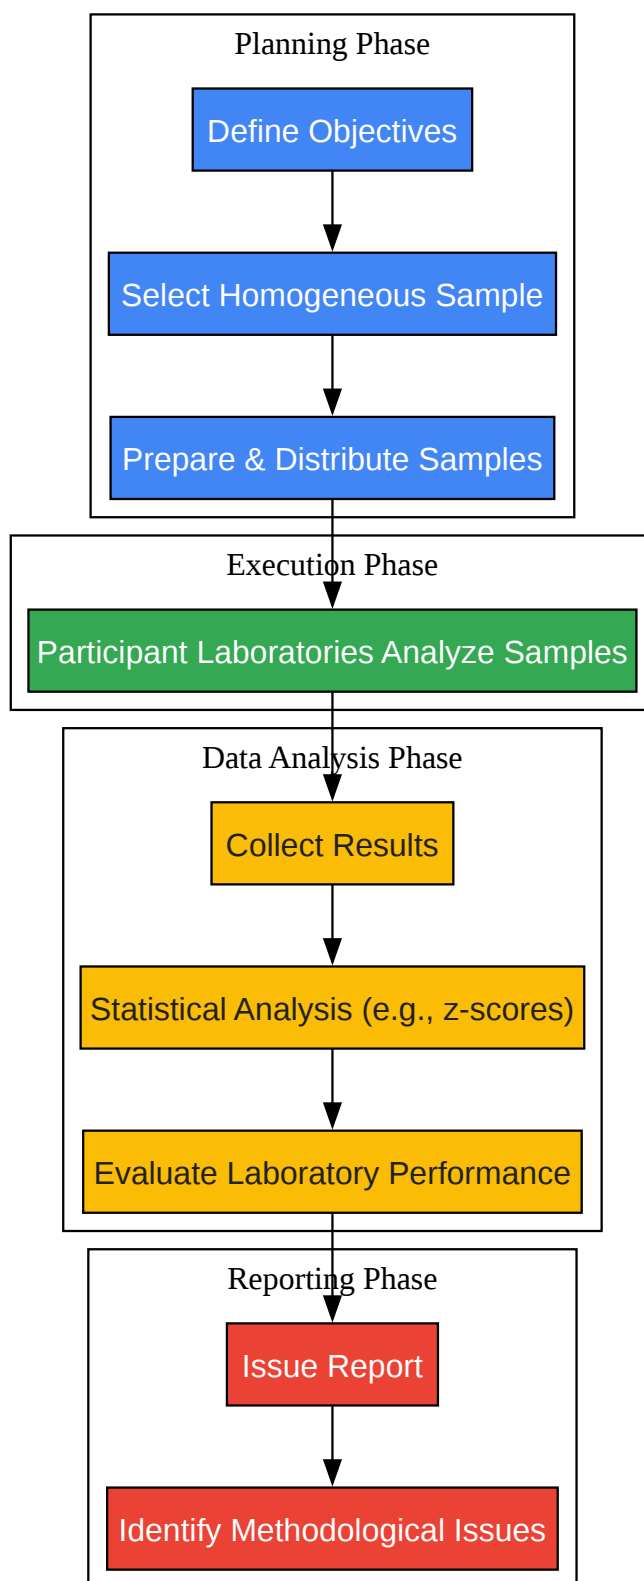 Planning Phase
Define Objectives
Select Homogeneous Sample
Prepare & Distribute Samples
Execution Phase
Participant Laboratories Analyze Samples
Data Analysis Phase
Collect Results
Statistical Analysis (e.g., z-scores)
Evaluate Laboratory Performance
Reporting Phase
Issue Report
Identify Methodological Issues